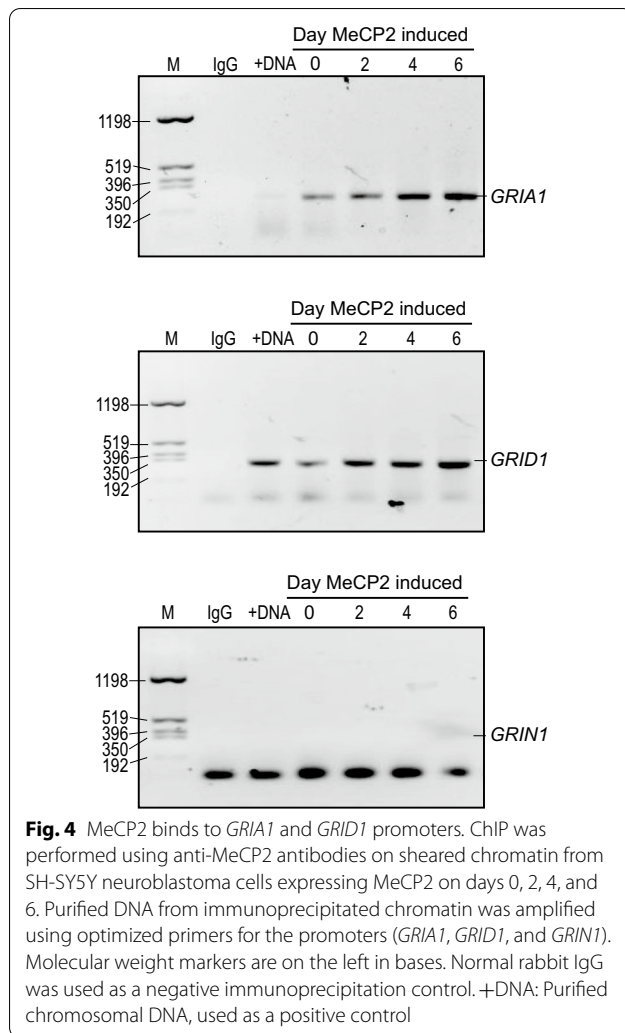 Day MeCP2 induced
M IgG +DNA 0 2 4 6
1198
519
396
350
192
GRIA1
Day MeCP2 induced
M IgG +DNA 0 2 4 6
1198
519
396
350
192
GRID1
Day MeCP2 induced
M IgG +DNA 0 2 4 6
1198
519
396
350
192
GRIN1
Fig. 4 MeCP2 binds to GRIA1 and GRID1 promoters. ChIP was
performed using anti-MeCP2 antibodies on sheared chromatin from
SH-SY5Y neuroblastoma cells expressing MeCP2 on days 0, 2, 4, and
6. Purified DNA from immunoprecipitated chromatin was amplified
using optimized primers for the promoters (GRIA1, GRID1, and GRIN1).
Molecular weight markers are on the left in bases. Normal rabbit IgG
was used as a negative immunoprecipitation control. +DNA: Purified
chromosomal DNA, used as a positive control